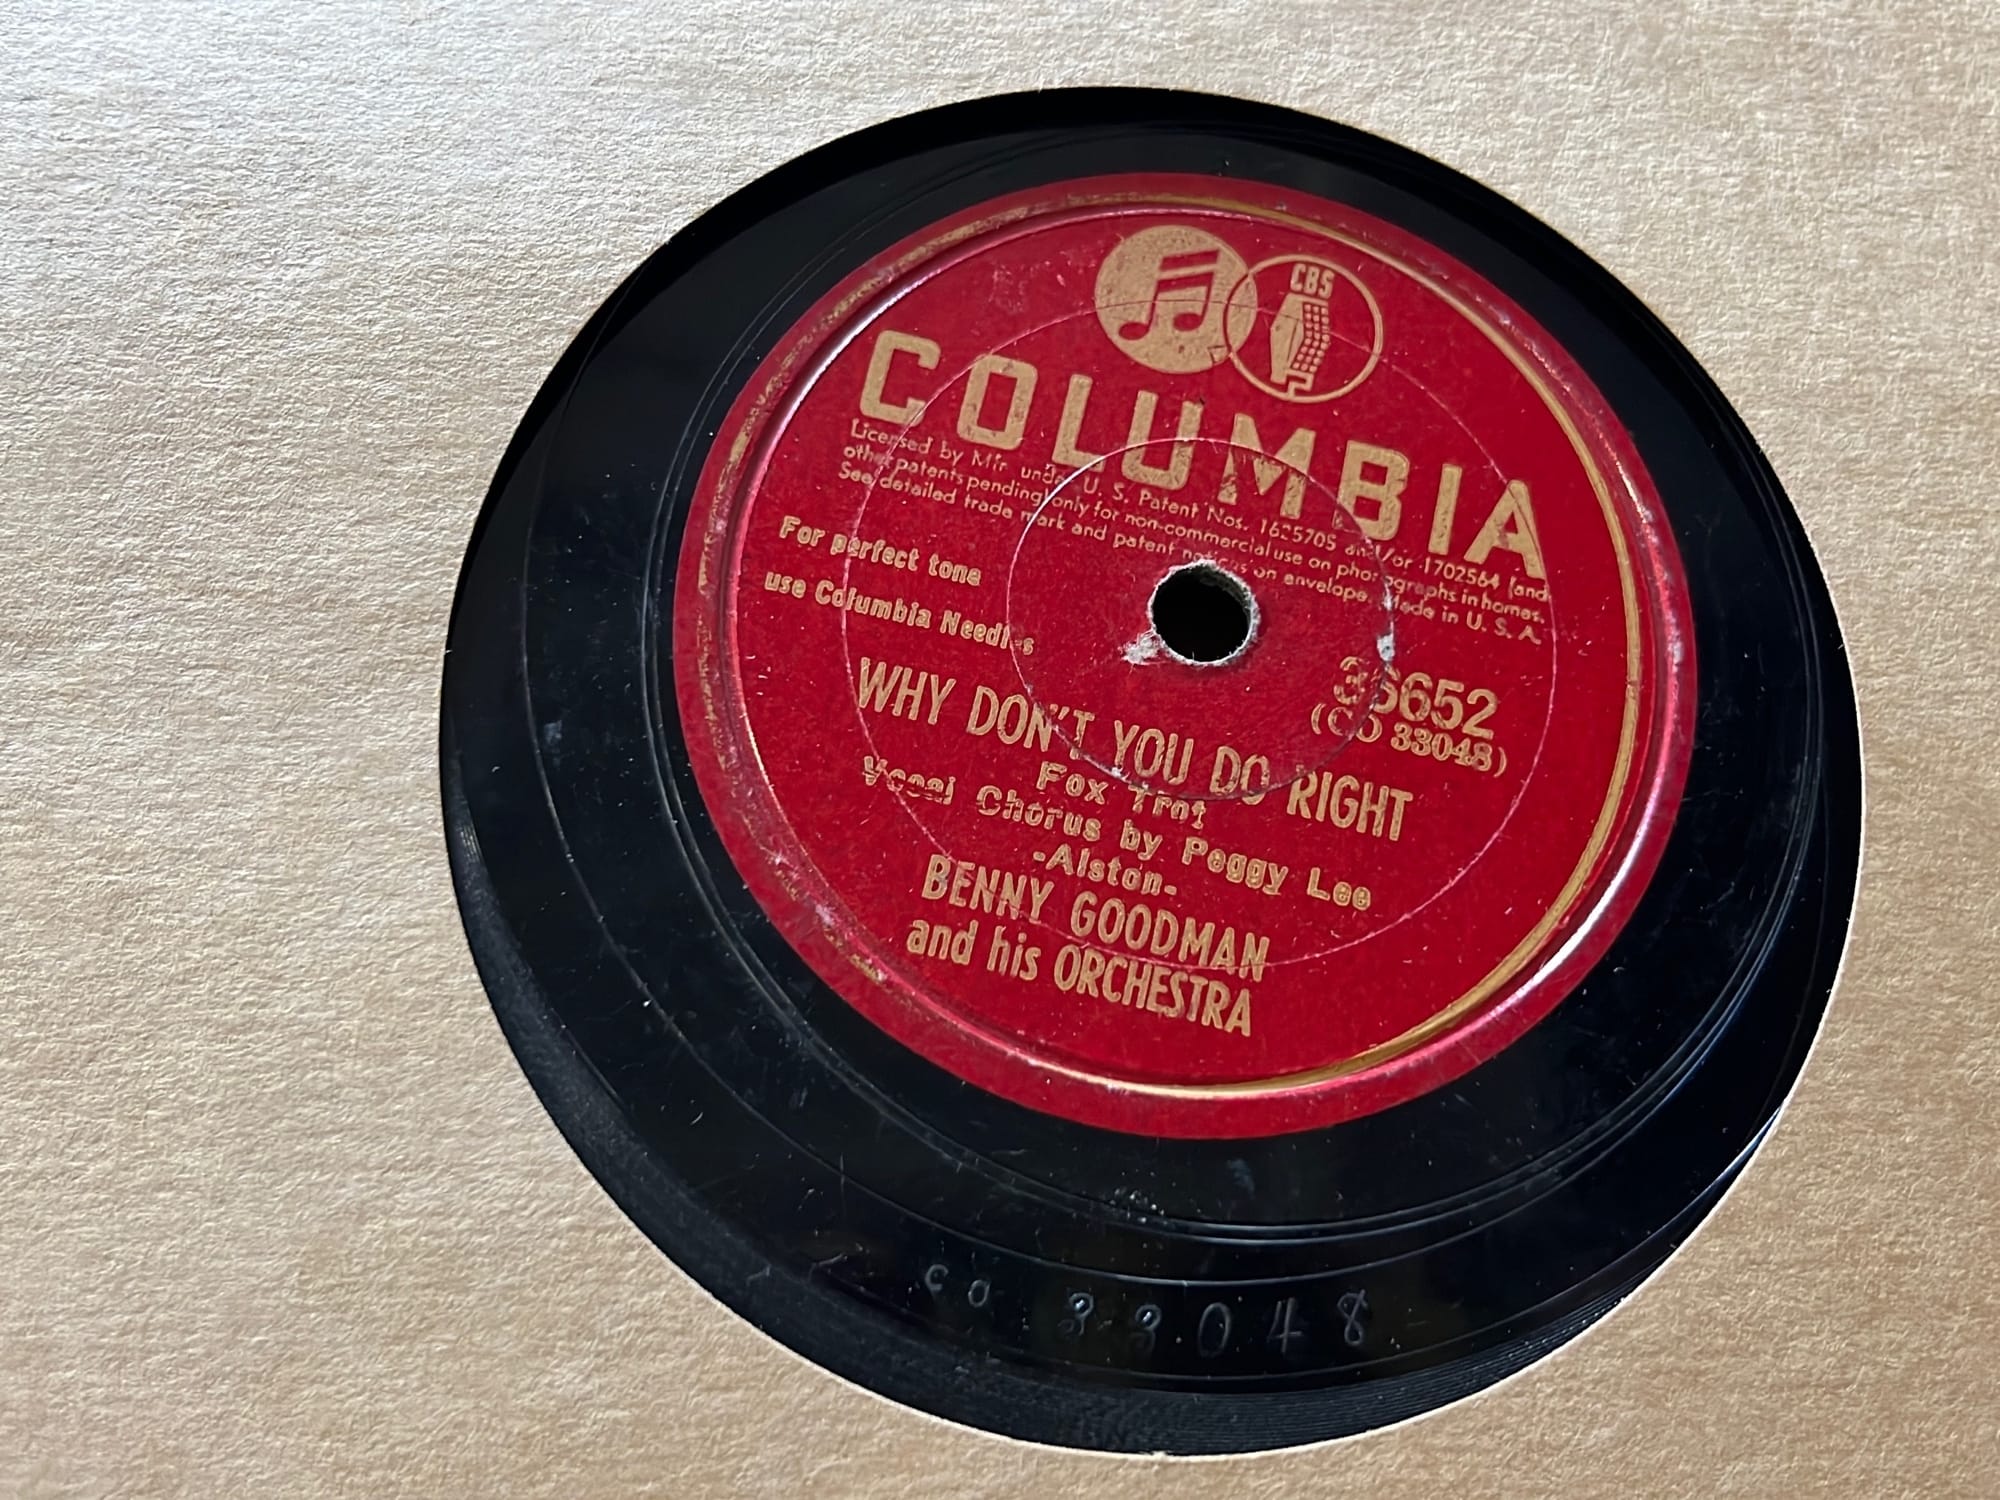 CBS
COLUMBIA
Licensed by Mfr. under U. S. Patent Nos. 1625705 and/or 1702564 (and
other patents pending) only for non-commercial use on phonographs in homes.
See detailed trade mark and patent notices on envelope. Made in U. S. A.
For perfect tone
use Columbia Needles
36652
(CO 33048)
WHY DON'T YOU DO RIGHT
Fox Trot
Vocal Chorus by Peggy Lee
-Alston-
BENNY GOODMAN
and his ORCHESTRA
CO 33048